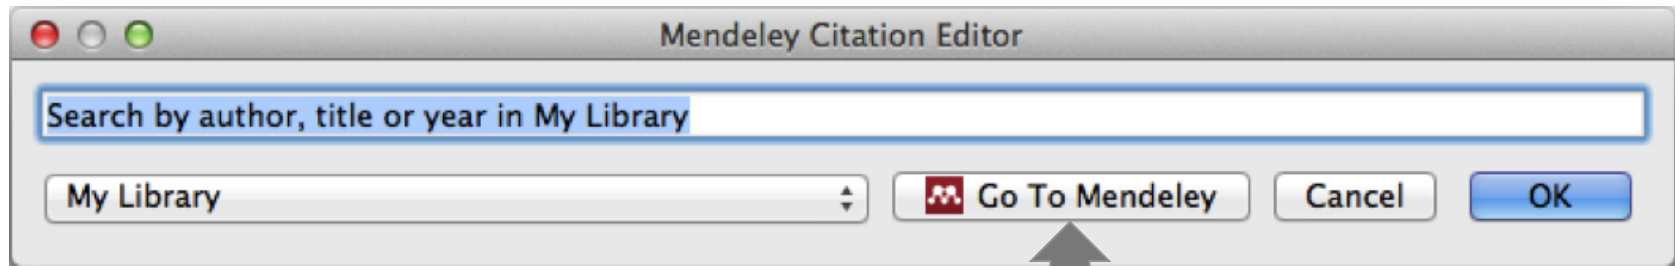 Mendeley Citation Editor
Search by author, title or year in My Library
My Library Go To Mendeley Cancel OK